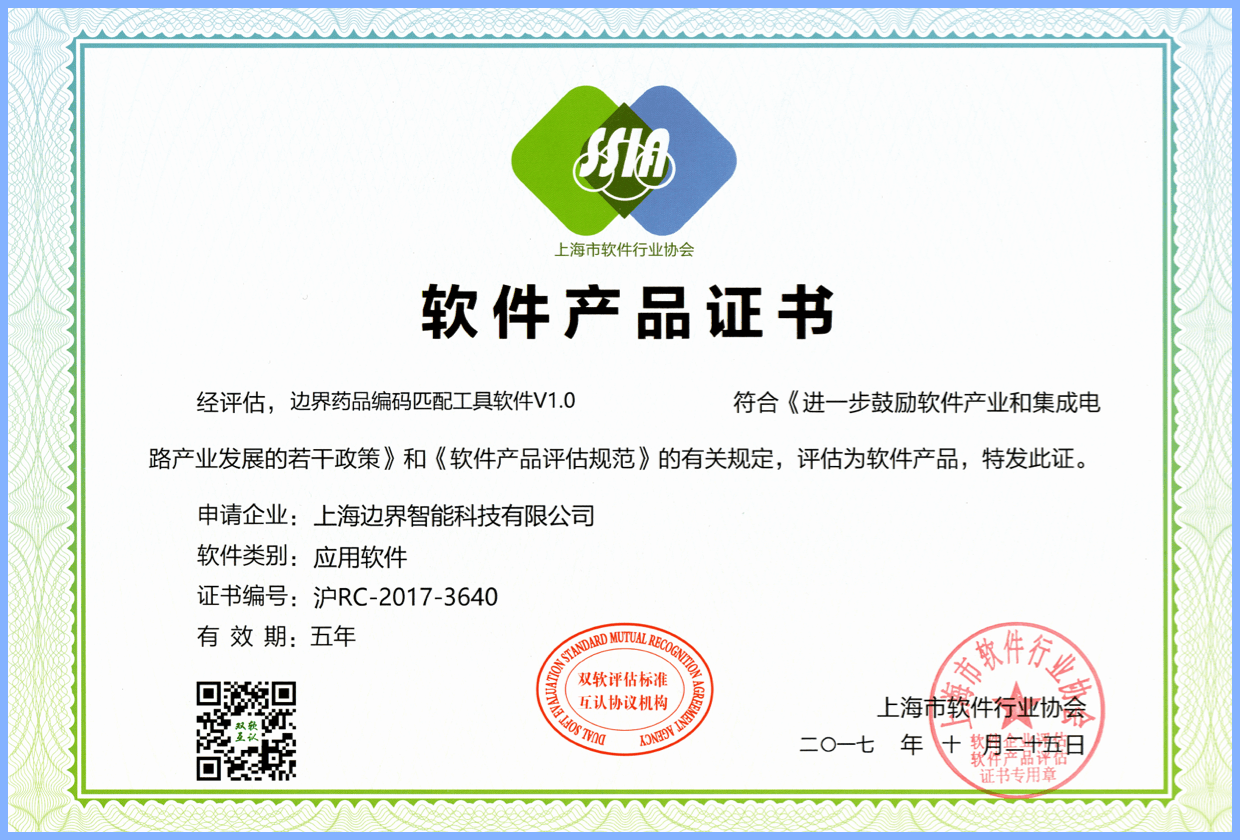 SSIA
上海市软件行业协会
软件产品证书
经评估，边界药品编码匹配工具软件V1.0 符合《进一步鼓励软件产业和集成电
路产业发展的若干政策》和《软件产品评估规范》的有关规定，评估为软件产品，特发此证。
申请企业：上海边界智能科技有限公司
软件类别：应用软件
证书编号：沪RC-2017-3640
有 效 期：五年
双软
互认
DUAL SOFT EVALUATION STANDARD MUTUAL RECOGNITION AGREEMENT AGENCY
双软评估标准
互认协议机构
上海市软件行业协会
二〇一七 年 十 月二十五日
上海市软件行业协会
软件企业评估
软件产品评估
证书专用章